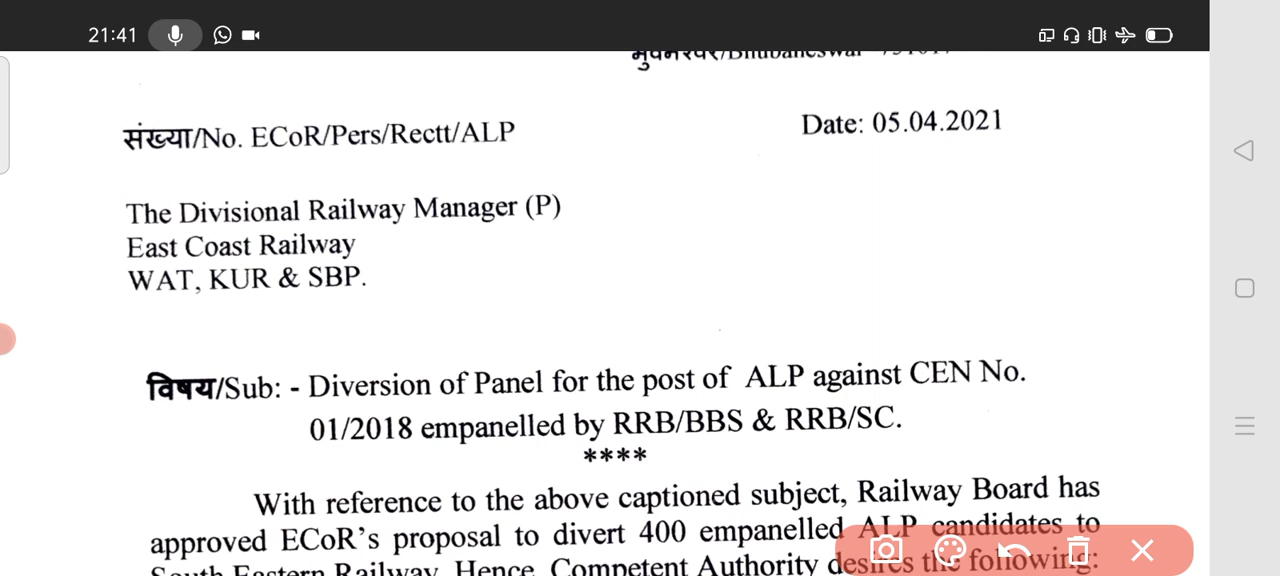 21:41
भुवनेश्वर/Bhubaneswar
संख्या/No. ECoR/Pers/Rectt/ALP
Date: 05.04.2021
The Divisional Railway Manager (P)
East Coast Railway
WAT, KUR & SBP.
विषय/Sub: - Diversion of Panel for the post of ALP against CEN No.
01/2018 empanelled by RRB/BBS & RRB/SC.
****
With reference to the above captioned subject, Railway Board has
approved ECoR's proposal to divert 400 empanelled ALP candidates to
South Eastern Railway. Hence, Competent Authority desires the following: